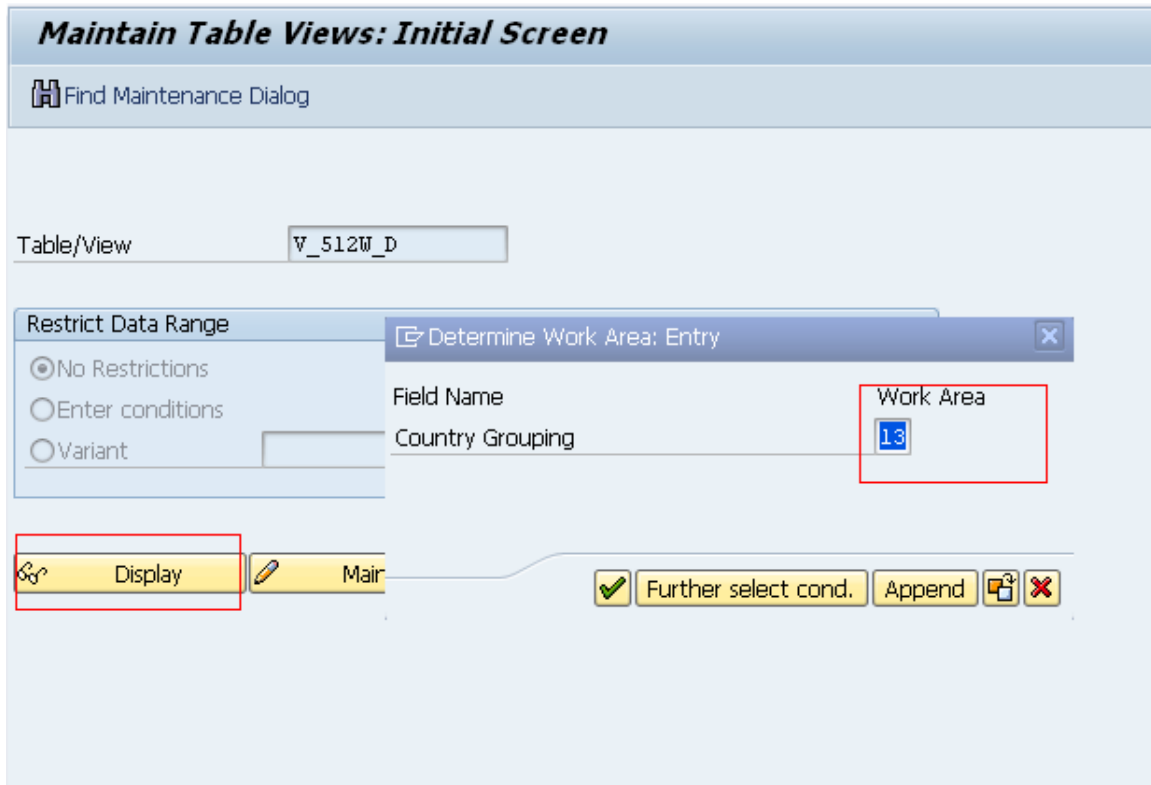 Maintain Table Views: Initial Screen
Find Maintenance Dialog
Table/View V_512W_D
Restrict Data Range
No Restrictions
Enter conditions
Variant
Determine Work Area: Entry
Field Name Work Area
Country Grouping 13
Display Mair
Further select cond. Append